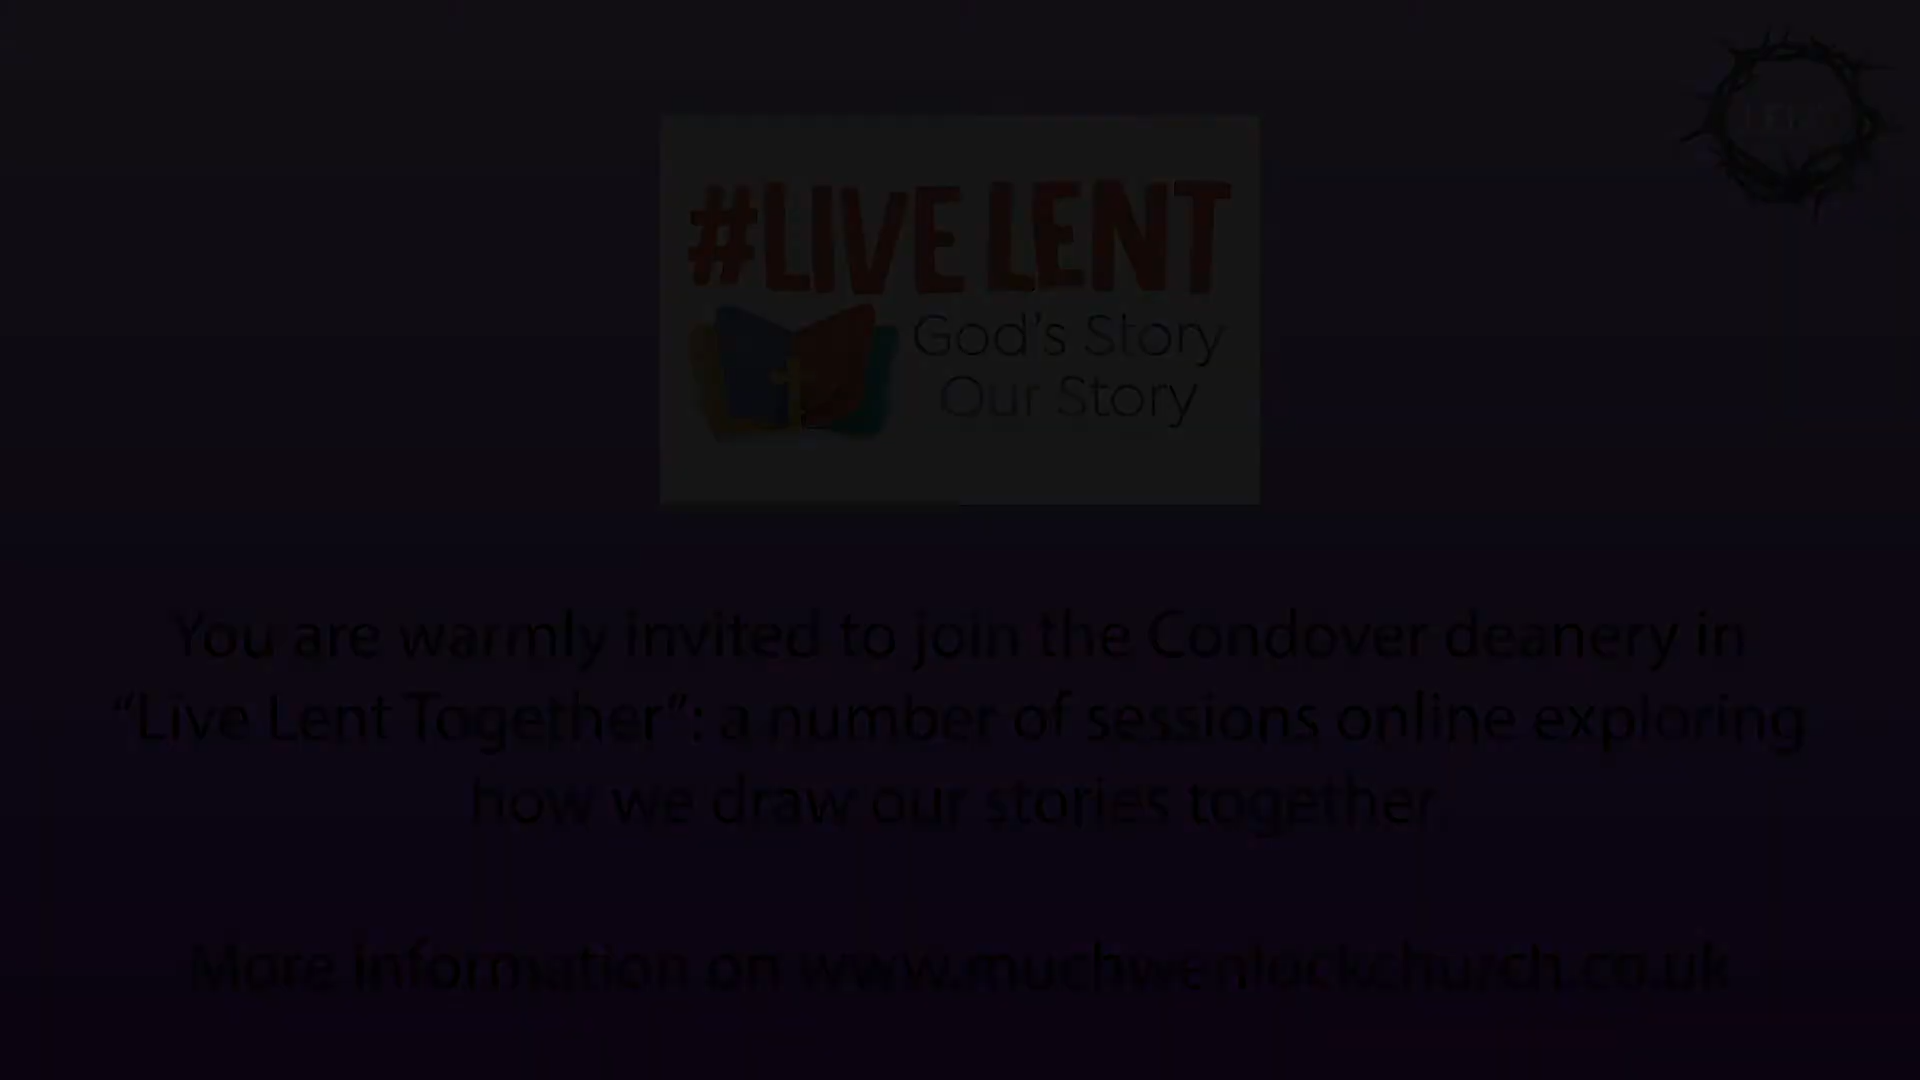 #LIVE LENT
God's Story
Our Story
You are warmly invited to join the Condover deanery in
“Live Lent Together”: a number of sessions online exploring
how we draw our stories together
More information on www.muchwenlockchurch.co.uk